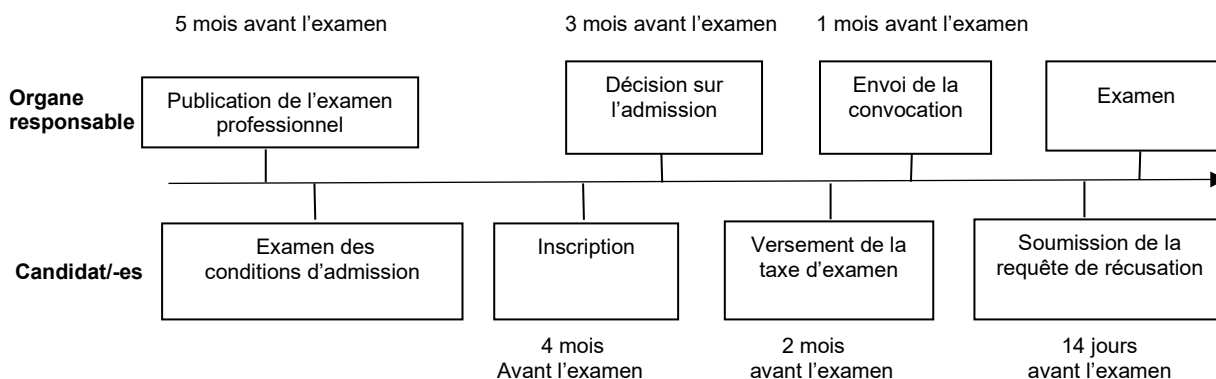 5 mois avant l’examen
3 mois avant l’examen
1 mois avant l’examen
Organe
responsable
Publication de l’examen
professionnel
Décision sur
l’admission
Envoi de la
convocation
Examen
Candidat/-es
Examen des
conditions d’admission
Inscription
Versement de la
taxe d’examen
Soumission de la
requête de récusation
4 mois
Avant l’examen
2 mois
avant l’examen
14 jours
avant l’examen